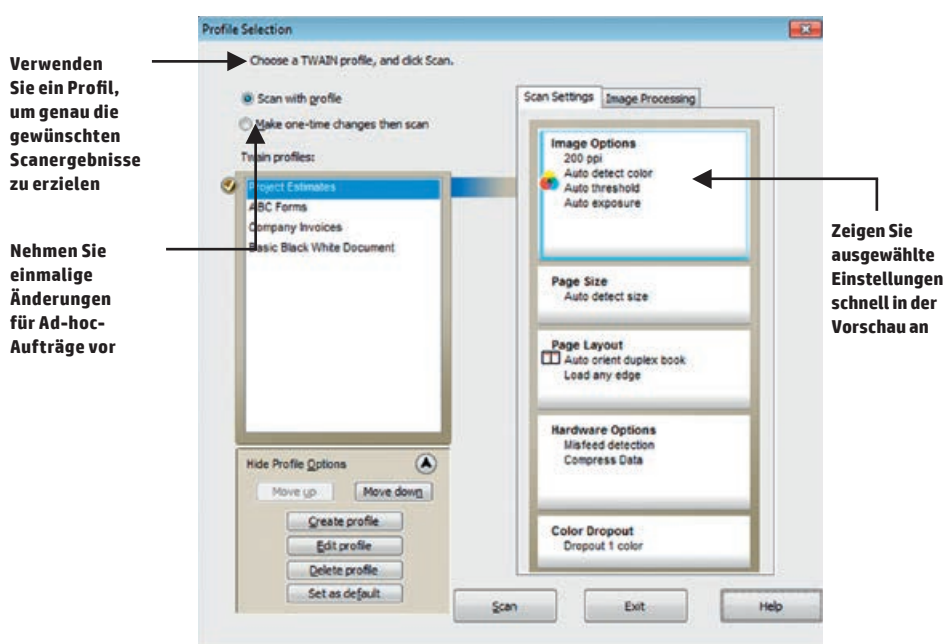 Profile Selection
Choose a TWAIN profile, and click Scan.
Verwenden
Sie ein Profil,
um genau die
gewünschten
Scanergebnisse
zu erzielen
Nehmen Sie
einmalige
Änderungen
für Ad-hoc-
Aufträge vor
Scan with profile
Make one-time changes then scan
Twain profiles:
Project Estimates
ABC Forms
Company Invoices
Basic Black White Document
Hide Profile Options
Move up
Move down
Create profile
Edit profile
Delete profile
Set as default
Scan Settings
Image Processing
Image Options
200 ppi
Auto detect color
Auto threshold
Auto exposure
Page Size
Auto detect size
Page Layout
Auto orient duplex book
Load any edge
Hardware Options
Misfeed detection
Compress Data
Color Dropout
Dropout 1 color
Scan
Exit
Help
Zeigen Sie
ausgewählte
Einstellungen
schnell in der
Vorschau an